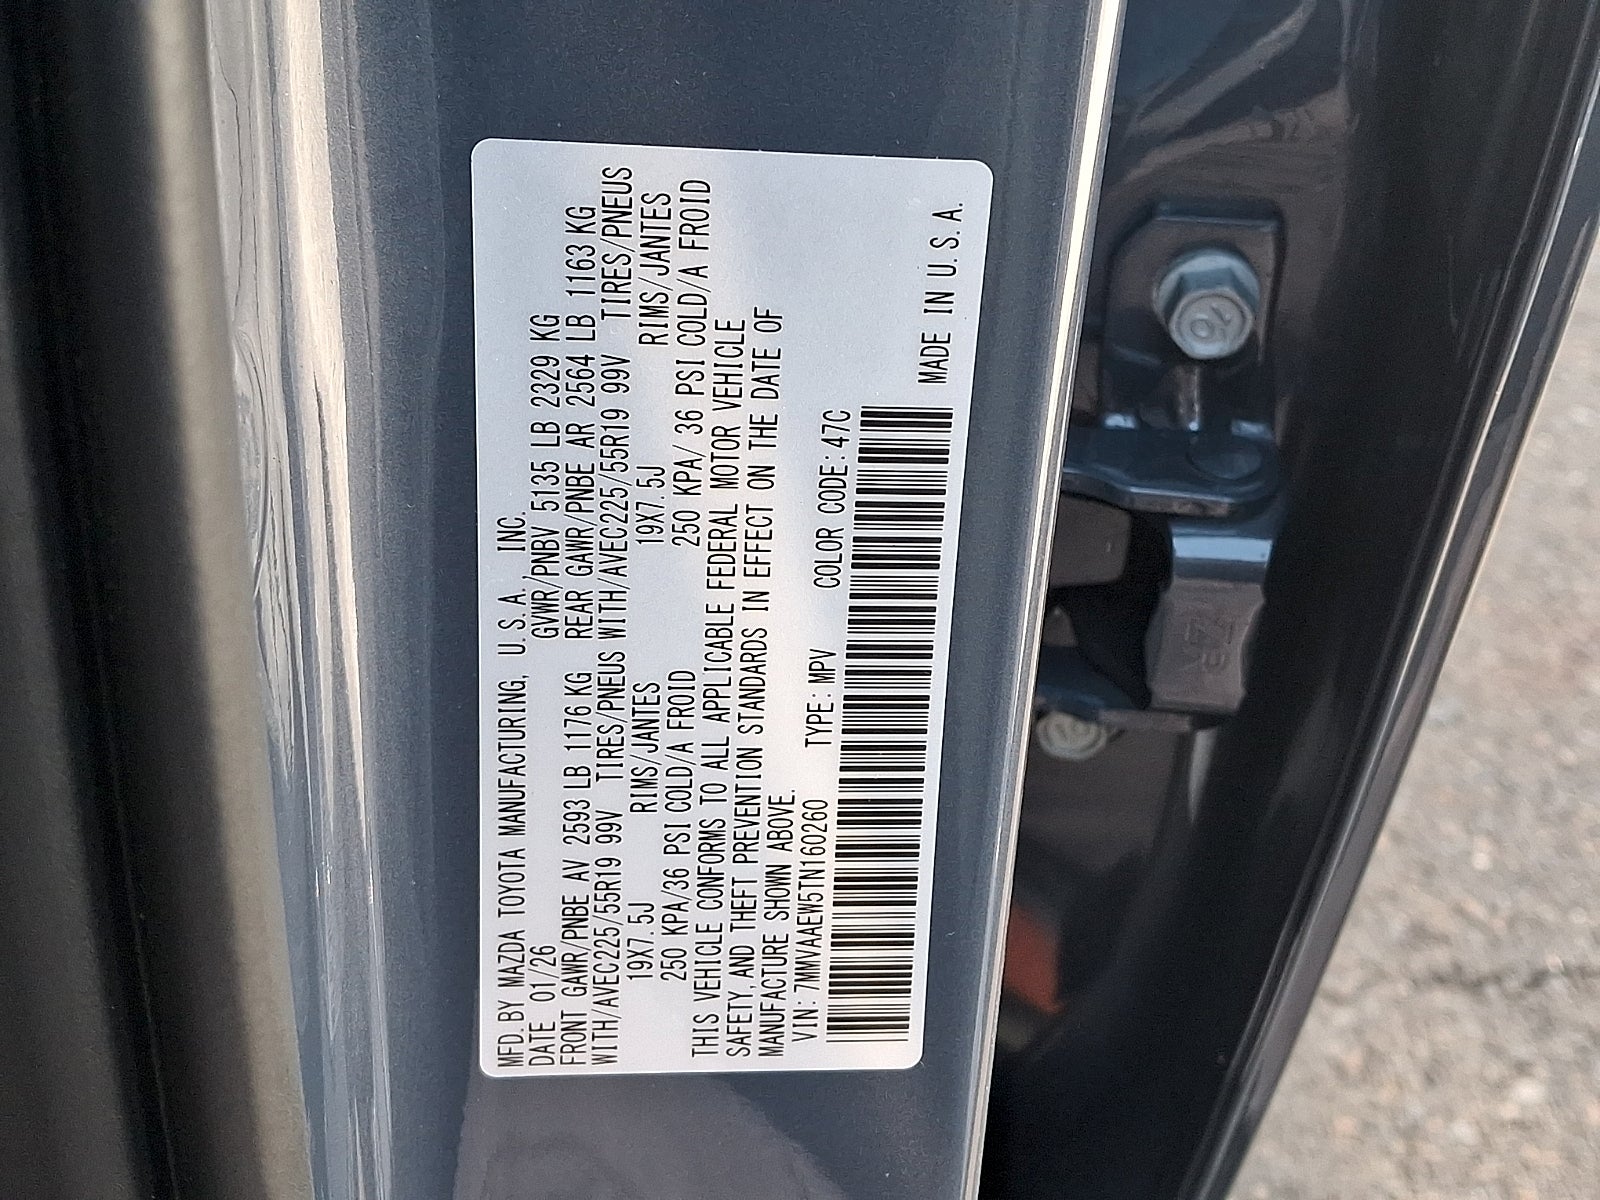 MFD. BY MAZDA TOYOTA MANUFACTURING, U.S.A, INC.
DATE 01/26 GVWR/PNBV 5135 LB 2329 KG
FRONT GAWR/PNBE AV 2593 LB 1176 KG REAR GAWR/PNBE AR 2564 LB 1163 KG
WITH/AVEC225/55R19 99V TIRES/PNEUS WITH/AVEC225/55R19 99V TIRES/PNEUS
19X7.5J RIMS/JANTES 19X7.5J RIMS/JANTES
250 KPA/36 PSI COLD/A FROID 250 KPA/ 36 PSI COLD/A FROID
THIS VEHICLE CONFORMS TO ALL APPLICABLE FEDERAL MOTOR VEHICLE
SAFETY, AND THEFT PREVENTION STANDARDS IN EFFECT ON THE DATE OF
MANUFACTURE SHOWN ABOVE.
VIN: 7MMVAAEW5TN160260 TYPE: MPV COLOR CODE: 47C
MADE IN U.S.A.